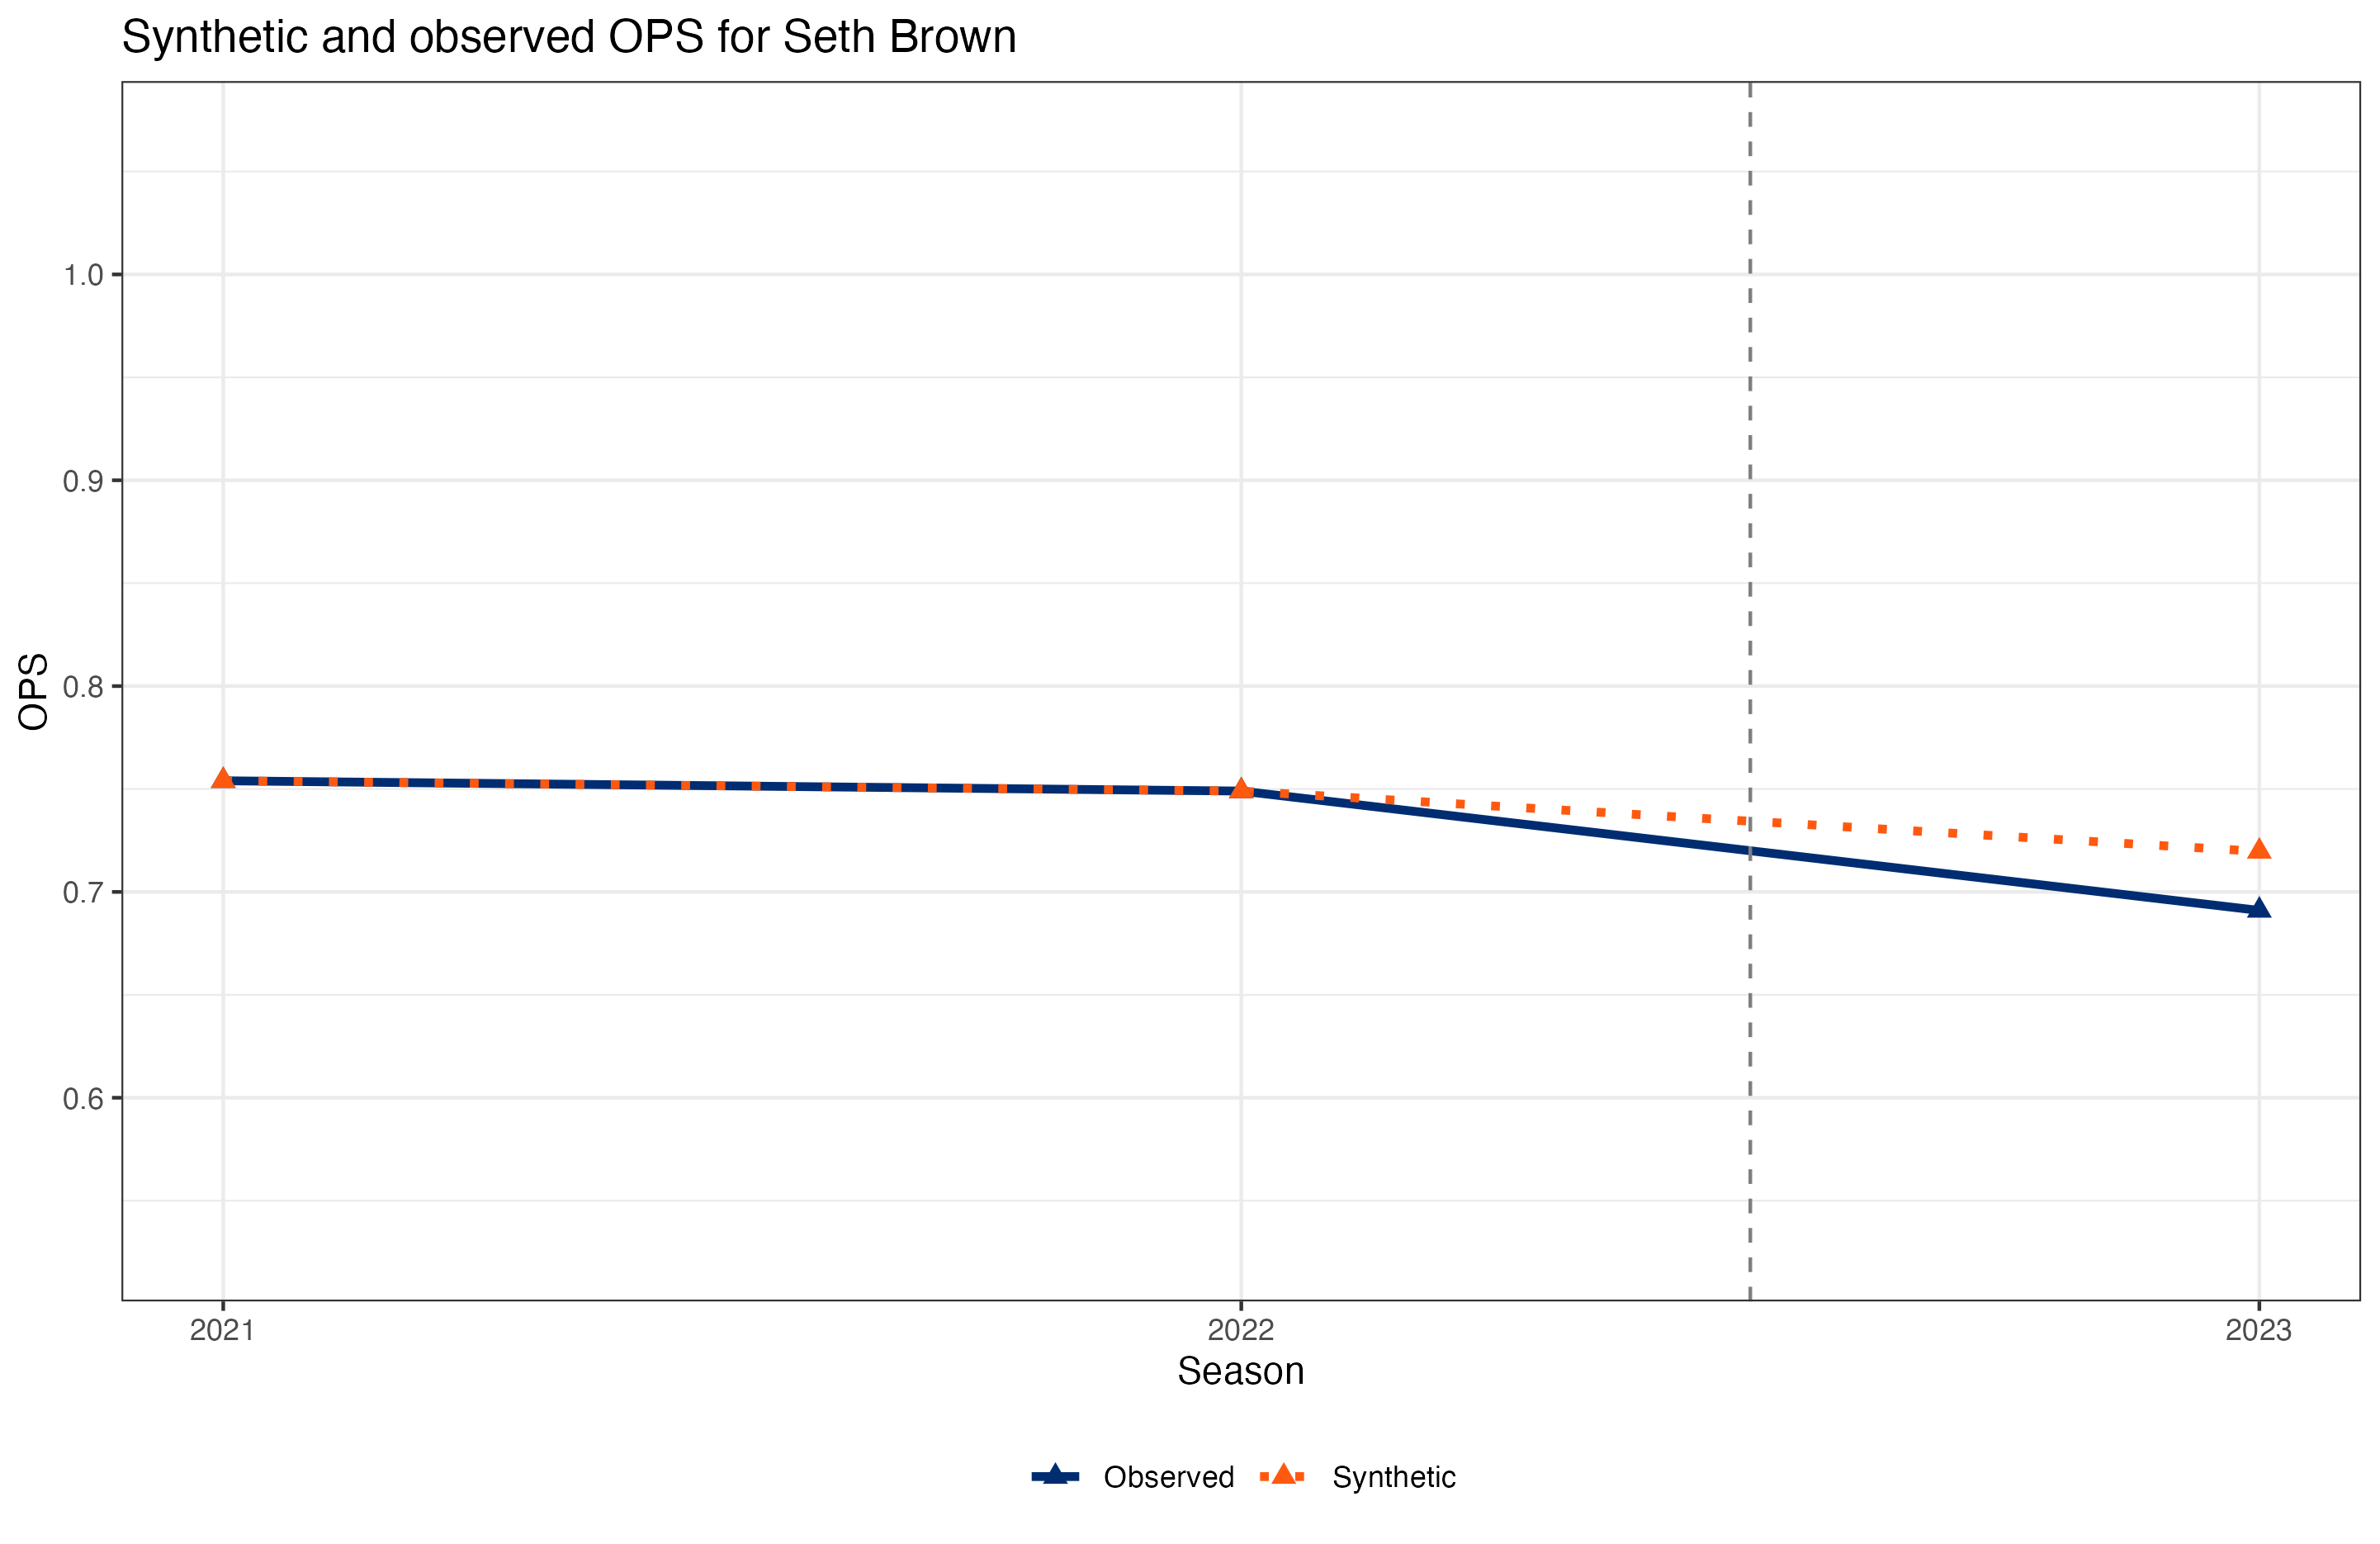 Synthetic and observed OPS for Seth Brown
OPS
1.0
0.9
0.8
0.7
0.6
2021
2022
2023
Season
Observed
Synthetic